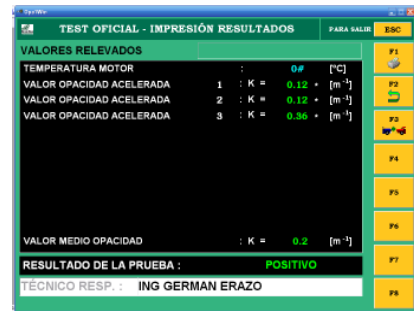 OpaWin
TEST OFICIAL - IMPRESIÓN RESULTADOS PARA SALIR ESC
VALORES RELEVADOS
F1
TEMPERATURA MOTOR : 0# [°C]
VALOR OPACIDAD ACELERADA 1 : K = 0.12 * [m⁻¹]
F2
VALOR OPACIDAD ACELERADA 2 : K = 0.12 * [m⁻¹]
VALOR OPACIDAD ACELERADA 3 : K = 0.36 * [m⁻¹]
F3
F4
F5
F6
VALOR MEDIO OPACIDAD : K = 0.2 [m⁻¹]
RESULTADO DE LA PRUEBA : POSITIVO
F7
TÉCNICO RESP. : ING GERMAN ERAZO
F8